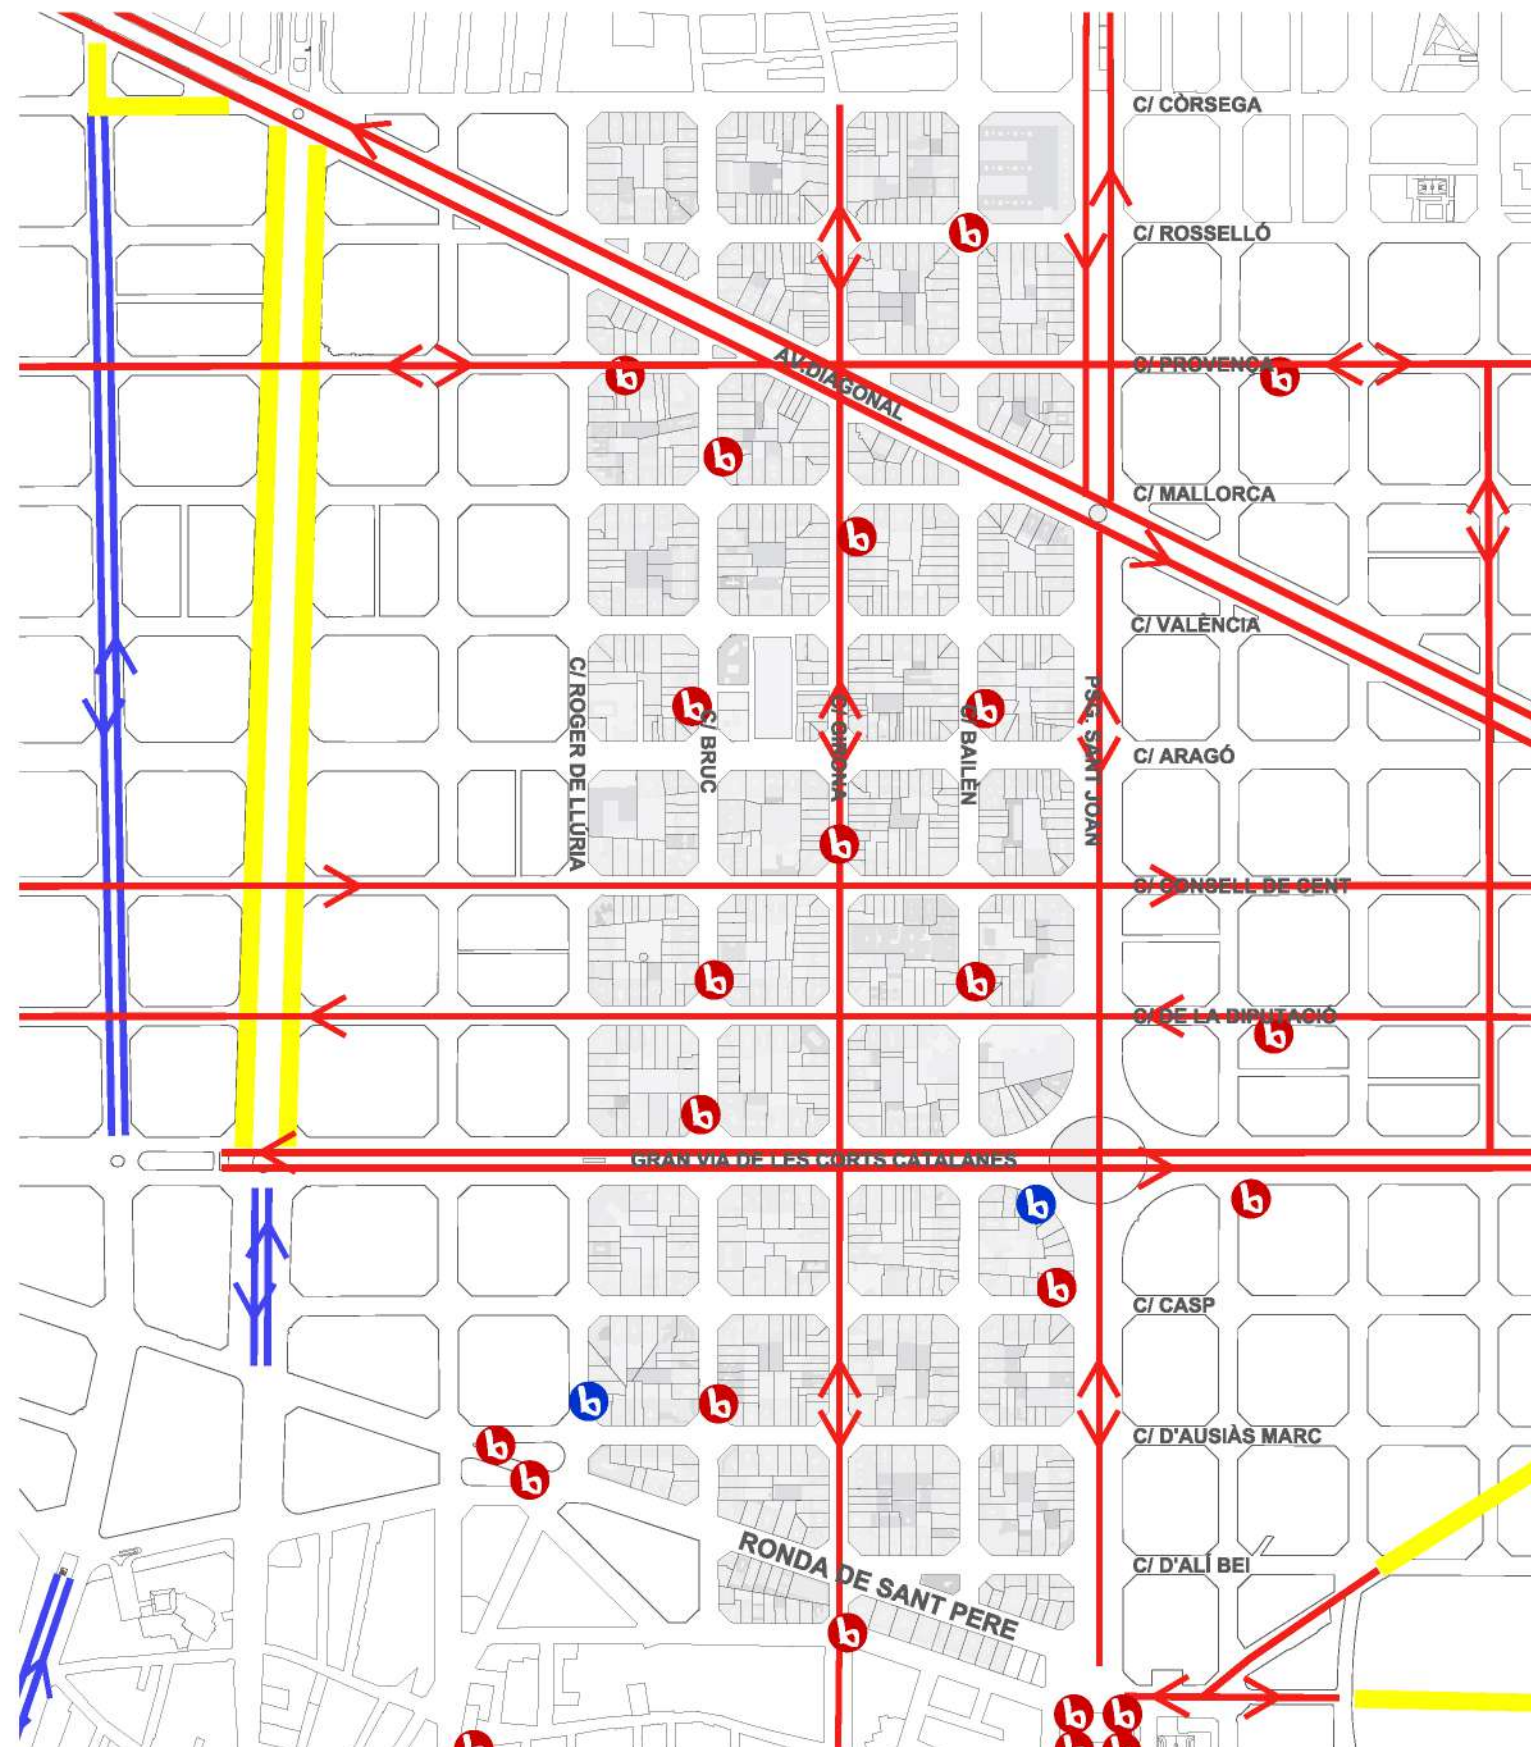 C/ CÒRSEGA
C/ ROSSELLÓ
AV.DIAGONAL
C/ PROVENÇA
C/ MALLORCA
C/ VALÈNCIA
C/ ROGER DE LLÚRIA
C/ BRUC
C/ GIRONA
C/ BAILÈN
PSG. SANT JOAN
C/ ARAGÓ
C/ CONSELL DE CENT
C/ DE LA DIPUTACIÓ
GRAN VIA DE LES CORTS CATALANES
C/ CASP
C/ D'AUSIÀS MARC
C/ D'ALÍ BEI
RONDA DE SANT PERE